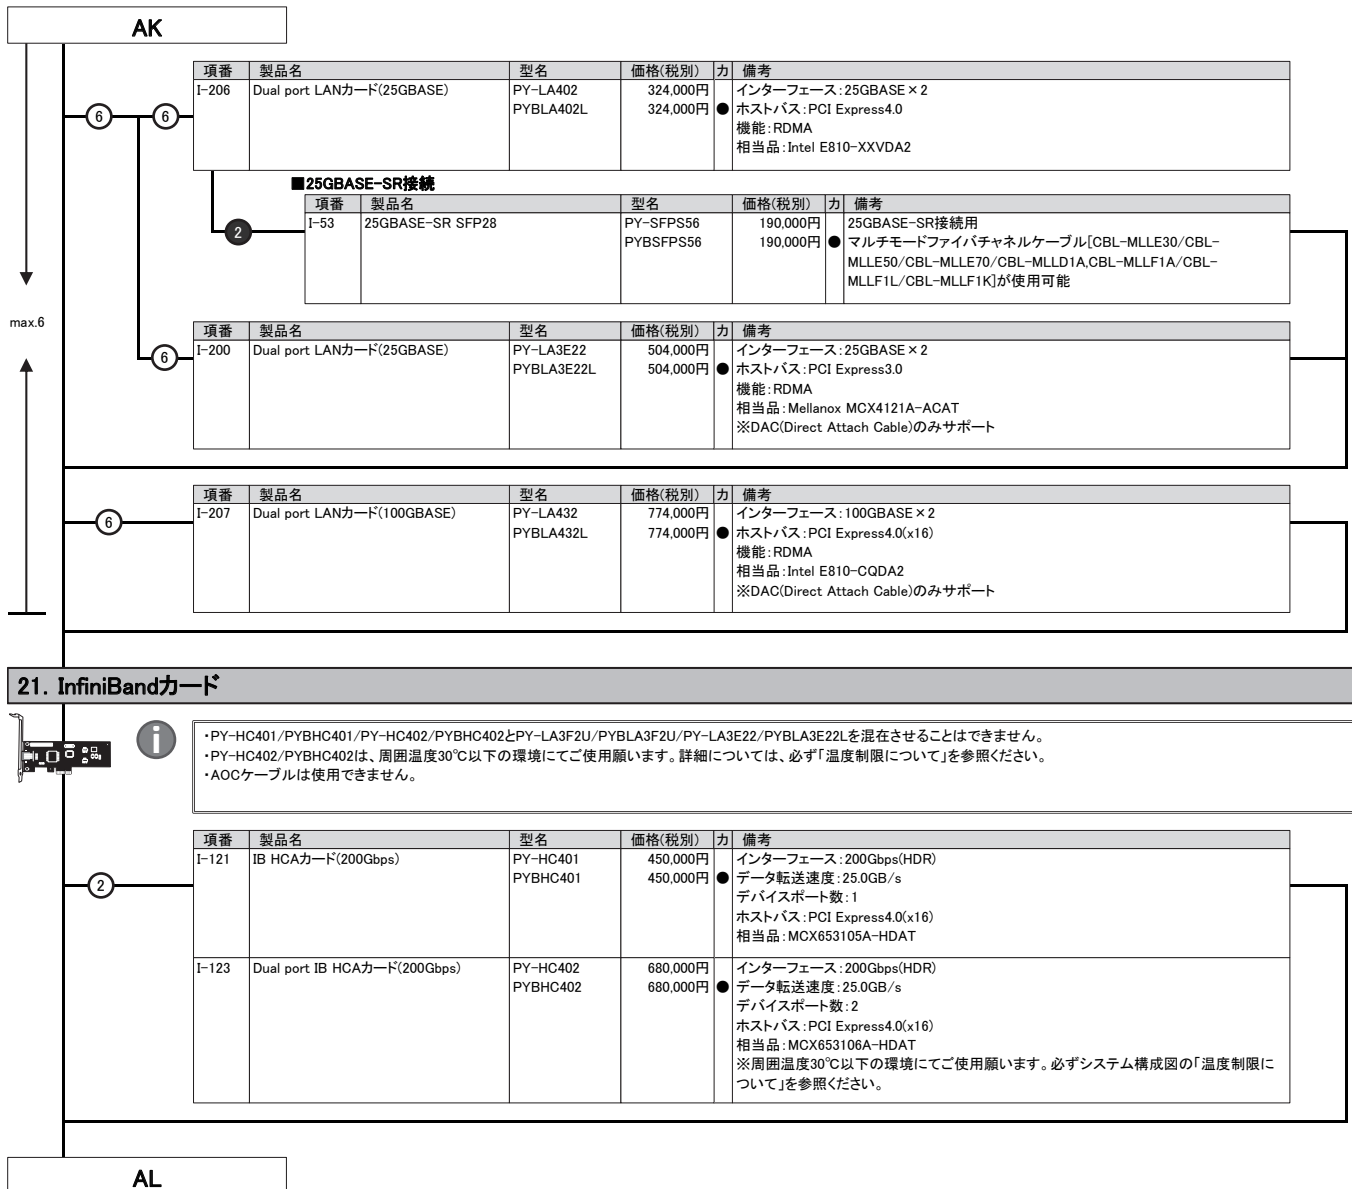 AK
項番 製品名 型名 価格(税別) カ 備考
I-206 Dual port LANカード(25GBASE) PY-LA402 324,000円 インターフェース:25GBASE×2
PYBLA402L 324,000円 ● ホストバス:PCI Express4.0
機能:RDMA
相当品:Intel E810-XXVDA2
6 6
■25GBASE-SR接続
項番 製品名 型名 価格(税別) カ 備考
I-53 25GBASE-SR SFP28 PY-SFPS56 190,000円 25GBASE-SR接続用
PYBSFPS56 190,000円 ● マルチモードファイバチャネルケーブル[CBL-MLLE30/CBL-
MLLE50/CBL-MLLE70/CBL-MLLD1A,CBL-MLLF1A/CBL-
MLLF1L/CBL-MLLF1K]が使用可能
2
max.6
項番 製品名 型名 価格(税別) カ 備考
I-200 Dual port LANカード(25GBASE) PY-LA3E22 504,000円 インターフェース:25GBASE×2
PYBLA3E22L 504,000円 ● ホストバス:PCI Express3.0
機能:RDMA
相当品:Mellanox MCX4121A-ACAT
※DAC(Direct Attach Cable)のみサポート
6
項番 製品名 型名 価格(税別) カ 備考
I-207 Dual port LANカード(100GBASE) PY-LA432 774,000円 インターフェース:100GBASE×2
PYBLA432L 774,000円 ● ホストバス:PCI Express4.0(x16)
機能:RDMA
相当品:Intel E810-CQDA2
※DAC(Direct Attach Cable)のみサポート
6
21. InfiniBandカード
i
・PY-HC401/PYBHC401/PY-HC402/PYBHC402とPY-LA3F2U/PYBLA3F2U/PY-LA3E22/PYBLA3E22Lを混在させることはできません。
・PY-HC402/PYBHC402は、周囲温度30℃以下の環境にてご使用願います。詳細については、必ず「温度制限について」を参照ください。
・AOCケーブルは使用できません。
項番 製品名 型名 価格(税別) カ 備考
I-121 IB HCAカード(200Gbps) PY-HC401 450,000円 インターフェース:200Gbps(HDR)
PYBHC401 450,000円 ● データ転送速度:25.0GB/s
デバイスポート数:1
ホストバス:PCI Express4.0(x16)
相当品:MCX653105A-HDAT
2
I-123 Dual port IB HCAカード(200Gbps) PY-HC402 680,000円 インターフェース:200Gbps(HDR)
PYBHC402 680,000円 ● データ転送速度:25.0GB/s
デバイスポート数:2
ホストバス:PCI Express4.0(x16)
相当品:MCX653106A-HDAT
※周囲温度30℃以下の環境にてご使用願います。必ずシステム構成図の「温度制限に
ついて」を参照ください。
AL